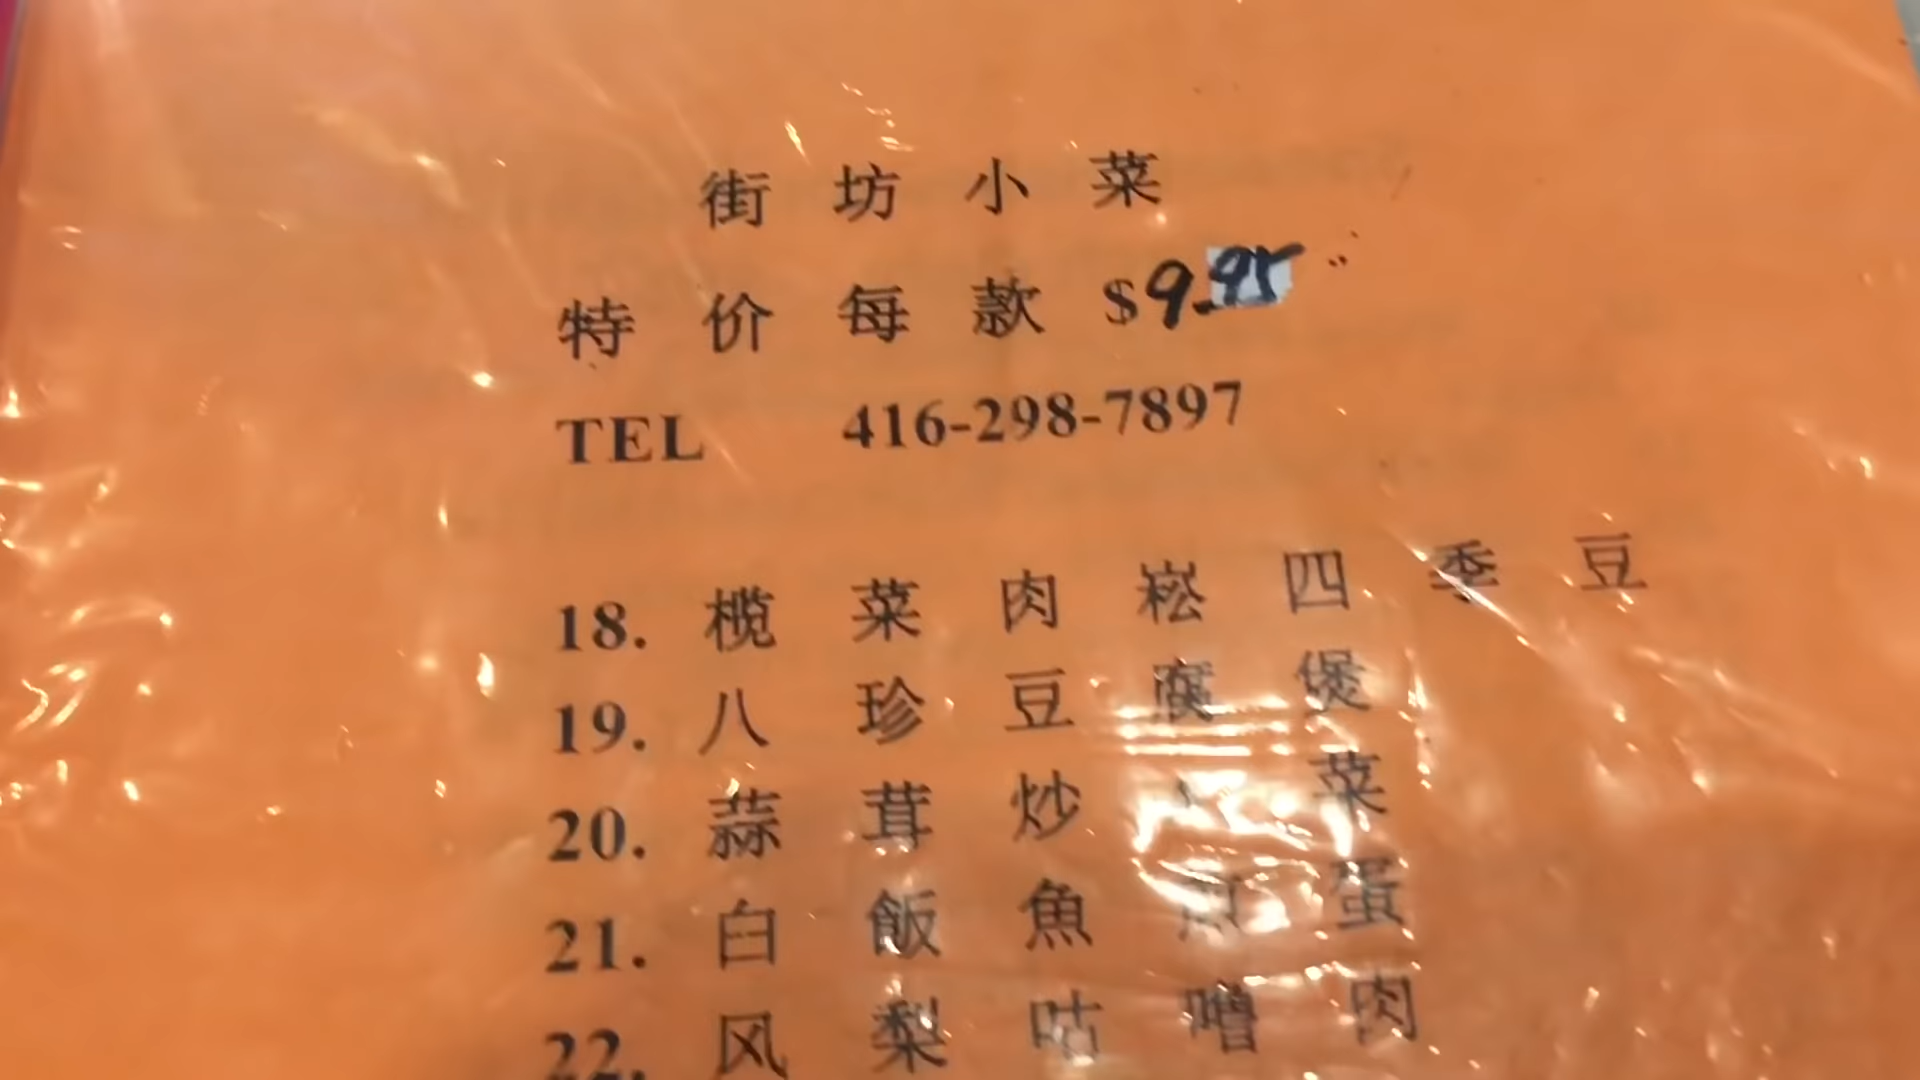 街坊小菜
特价每款 $9.95
TEL 416-298-7897
18. 榄菜肉崧四季豆
19. 八珍豆腐煲
20. 蒜茸炒 菜
21. 白飯魚煎蛋
22. 风梨咕噜肉